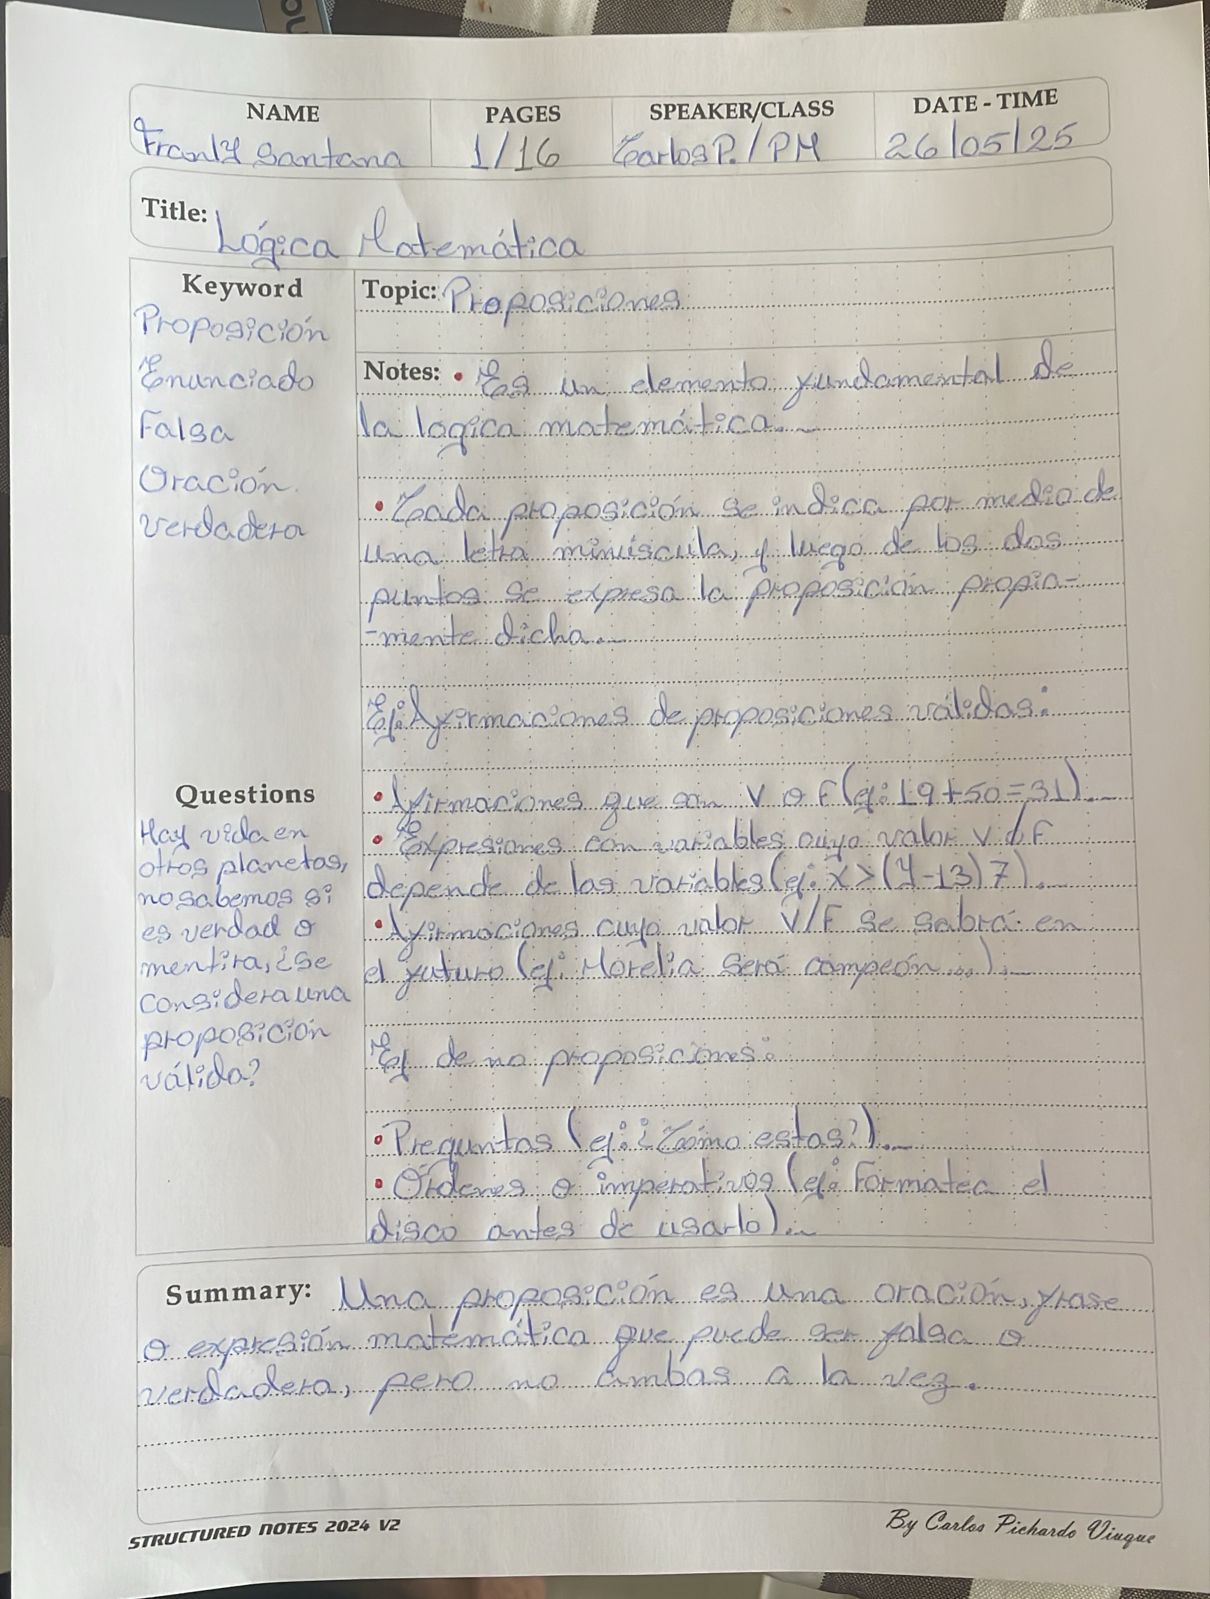 NAME PAGES SPEAKER/CLASS DATE - TIME
Franly Santana 1/16 Carlos P. / PM 26/05/25
Title: Lógica Matemática
Keyword
Proposición
Enunciado
Falsa
Oración
Verdadera
Questions
Hay vida en
otros planetas,
no sabemos si
es verdad o
mentira, ¿se
considera una
proposición
válida?
Topic: Proposiciones
Notes: • Es un elemento fundamental de
la logica matemática.
• Cada proposición se indica por medio de
una letra minúscula, y luego de los dos
puntos se expresa la proposición propia-
-mente dicha.
Ej: Afirmaciones de proposiciones válidas:
• Afirmaciones que son V o F (ej: 19+50=31).
• Expresiones con variables cuyo valor V o F
depende de las variables (ej: x>(y-13)7).
• Afirmaciones cuyo valor V/F se sabrá en
el futuro (ej: Morelia será campeón...).
Ej de no proposiciones:
• Preguntas (ej: ¿Cómo estas?).
• Órdenes o imperativos (ej: Formatea el
disco antes de usarlo).
Summary: Una proposición es una oración, frase
o expresión matemática que puede ser falsa o
verdadera, pero no ambas a la vez.
STRUCTURED NOTES 2024 V2
By Carlos Pichardo Viuque